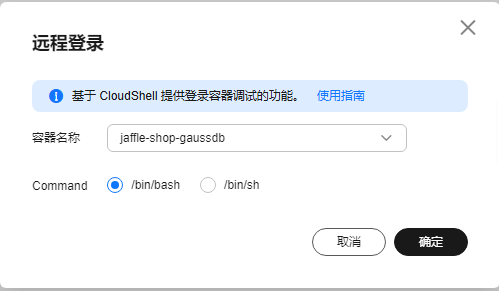 远程登录
基于 CloudShell 提供登录容器调试的功能。 使用指南
容器名称 jaffle-shop-gaussdb
Command /bin/bash /bin/sh
取消 确定